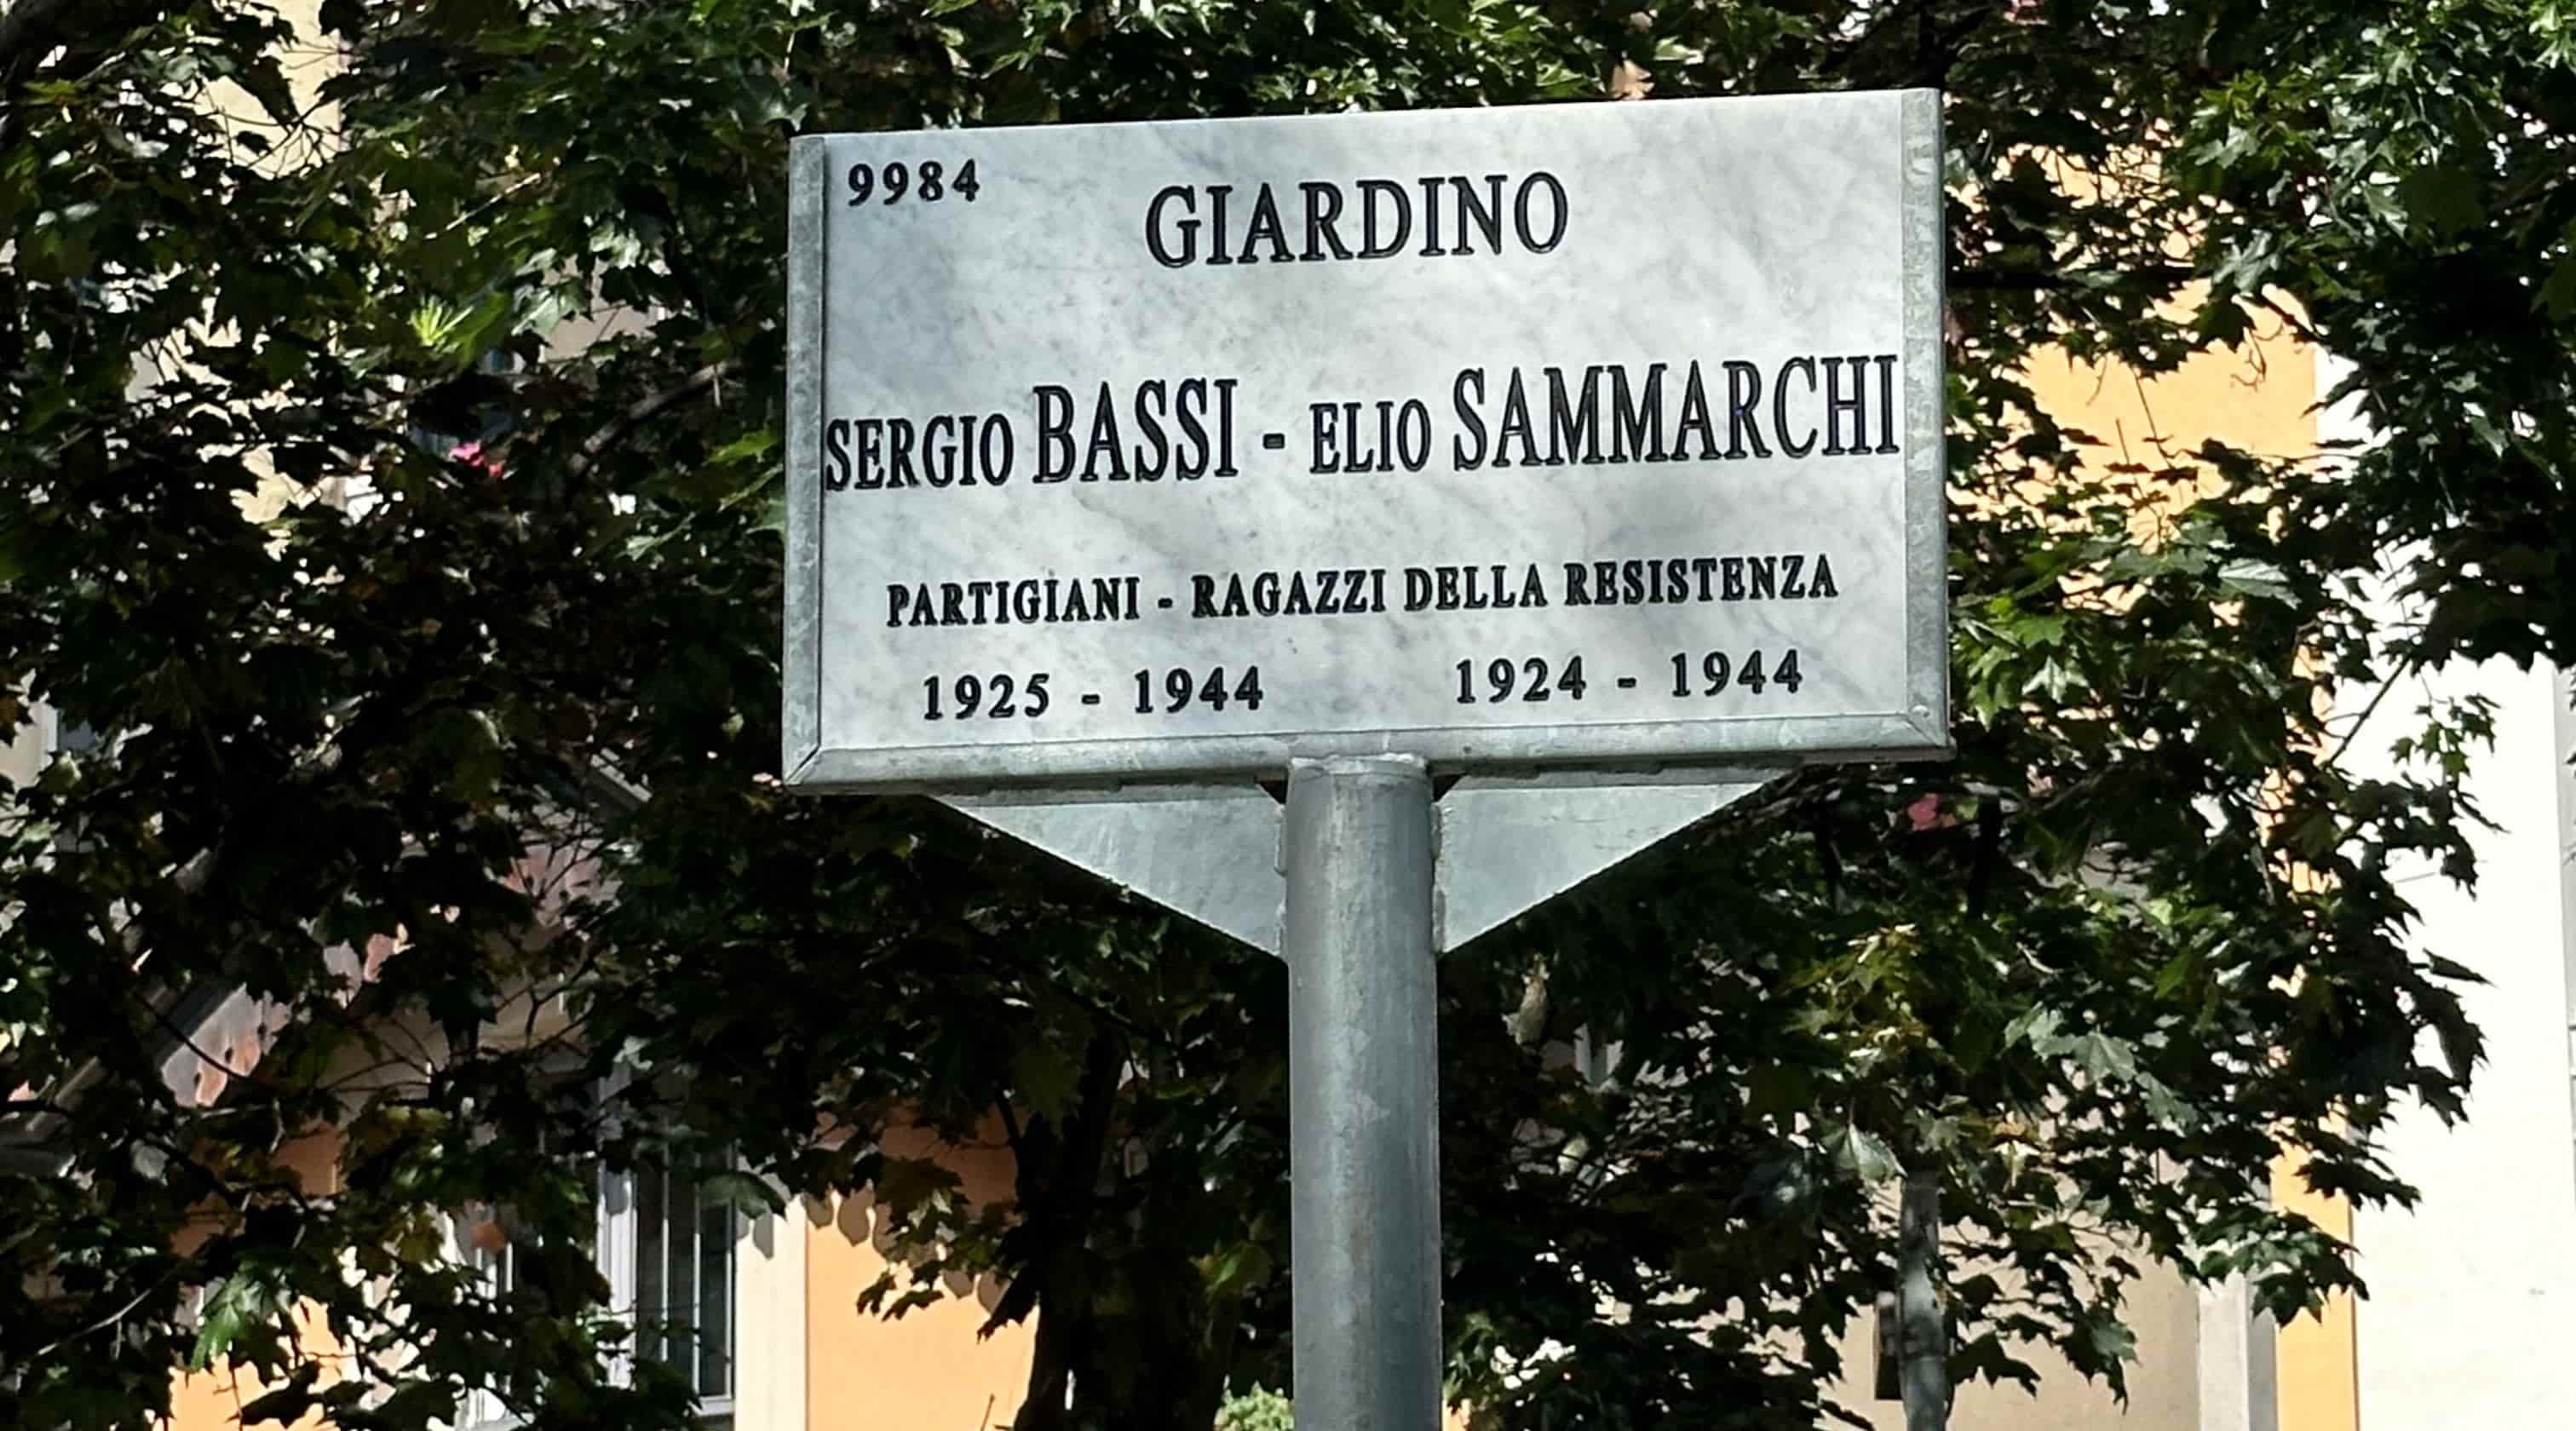 9984
GIARDINO
SERGIO BASSI - ELIO SAMMARCHI
PARTIGIANI - RAGAZZI DELLA RESISTENZA
1925 - 1944 1924 - 1944